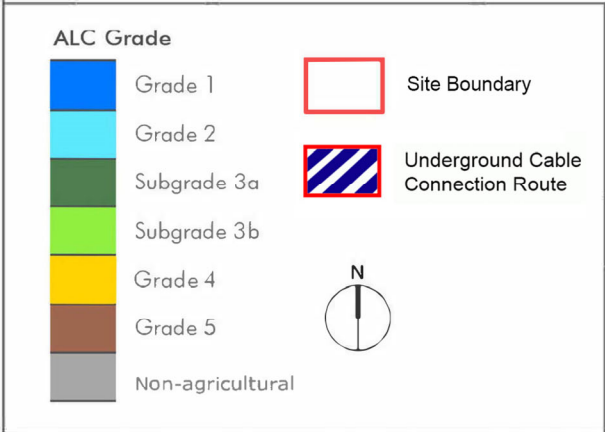 ALC Grade
Grade 1
Grade 2
Subgrade 3a
Subgrade 3b
Grade 4
Grade 5
Non-agricultural
Site Boundary
Underground Cable
Connection Route
N